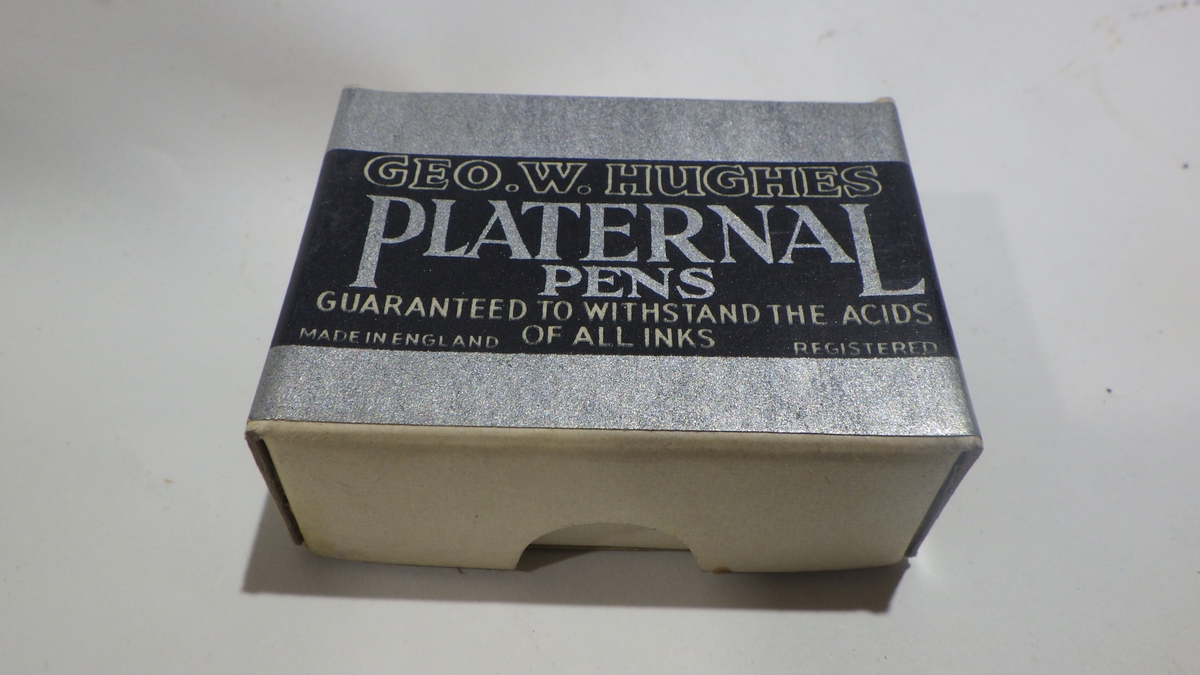 GEO. W. HUGHES
PLATERNAL
PENS
GUARANTEED TO WITHSTAND THE ACIDS
OF ALL INKS
MADE IN ENGLAND
REGISTERED